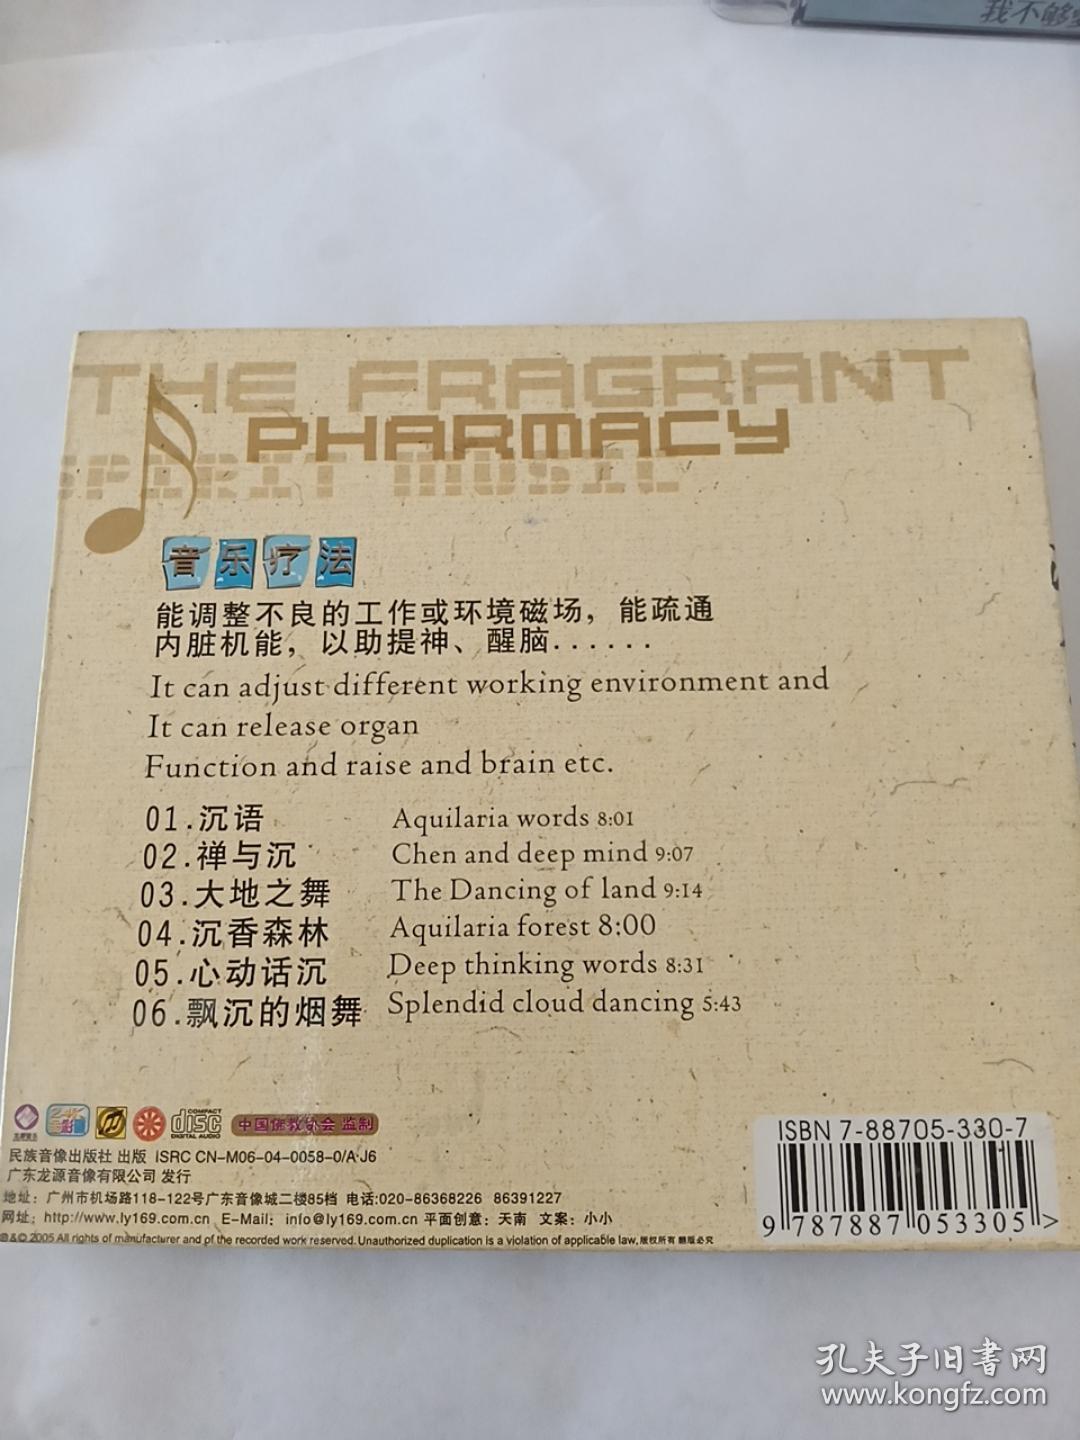 我不够
THE FRAGRANT
PHARMACY
SPIRIT MUSIC
音乐疗法
能调整不良的工作或环境磁场，能疏通
内脏机能，以助提神、醒脑......
It can adjust different working environment and
It can release organ
Function and raise and brain etc.
01.沉语 Aquilaria words 8:01
02.禅与沉 Chen and deep mind 9:07
03.大地之舞 The Dancing of land 9:14
04.沉香森林 Aquilaria forest 8:00
05.心动话沉 Deep thinking words 8:31
06.飘沉的烟舞 Splendid cloud dancing 5:43
COMPACT disc DIGITAL AUDIO 中国佛教协会 监制
民族音像出版社 出版 ISRC CN-M06-04-0058-0/A·J6
广东龙源音像有限公司 发行
地址：广州市机场路118-122号广东音像城二楼85档 电话:020-86368226 86391227
网址：http://www.ly169.com.cn E-Mail：info@ly169.com.cn 平面创意：天南 文案：小小
℗&© 2005 All rights of manufacturer and of the recorded work reserved. Unauthorized duplication is a violation of applicable law. 版权所有 翻版必究
ISBN 7-88705-330-7
9 787887 053305 >
孔夫子旧书网
www.kongfz.com